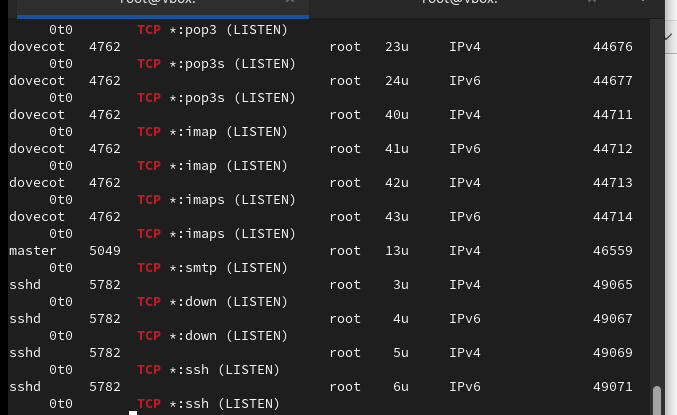 root@vbox: root@vbox:
0t0 TCP *:pop3 (LISTEN)
dovecot 4762 root 23u IPv4 44676
0t0 TCP *:pop3s (LISTEN)
dovecot 4762 root 24u IPv6 44677
0t0 TCP *:pop3s (LISTEN)
dovecot 4762 root 40u IPv4 44711
0t0 TCP *:imap (LISTEN)
dovecot 4762 root 41u IPv6 44712
0t0 TCP *:imap (LISTEN)
dovecot 4762 root 42u IPv4 44713
0t0 TCP *:imaps (LISTEN)
dovecot 4762 root 43u IPv6 44714
0t0 TCP *:imaps (LISTEN)
master 5049 root 13u IPv4 46559
0t0 TCP *:smtp (LISTEN)
sshd 5782 root 3u IPv4 49065
0t0 TCP *:down (LISTEN)
sshd 5782 root 4u IPv6 49067
0t0 TCP *:down (LISTEN)
sshd 5782 root 5u IPv4 49069
0t0 TCP *:ssh (LISTEN)
sshd 5782 root 6u IPv6 49071
0t0 TCP *:ssh (LISTEN)